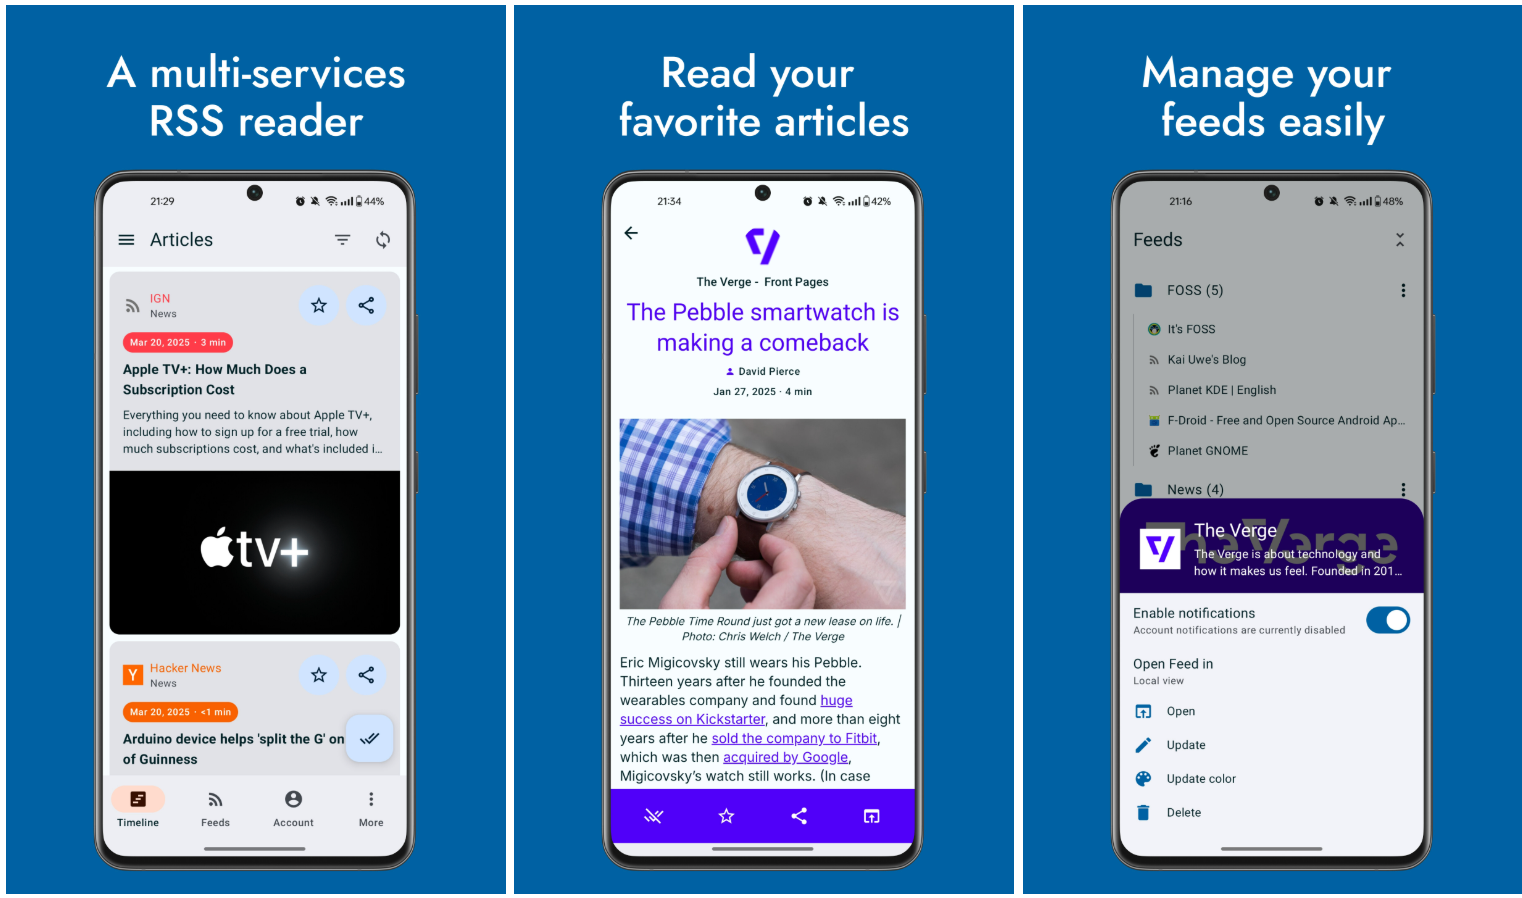 A multi-services
RSS reader
21:29
44%
Articles
IGN
News
Mar 20, 2025 · 3 min
Apple TV+: How Much Does a
Subscription Cost
Everything you need to know about Apple TV+,
including how to sign up for a free trial, how
much subscriptions cost, and what's included i...
tv+
Y
Hacker News
News
Mar 20, 2025 · <1 min
Arduino device helps 'split the G' on
of Guinness
Timeline
Feeds
Account
More
Read your
favorite articles
21:34
42%
The Verge - Front Pages
The Pebble smartwatch is
making a comeback
David Pierce
Jan 27, 2025 · 4 min
The Pebble Time Round just got a new lease on life. |
Photo: Chris Welch / The Verge
Eric Migicovsky still wears his Pebble.
Thirteen years after he founded the
wearables company and found huge
success on Kickstarter, and more than eight
years after he sold the company to Fitbit,
which was then acquired by Google,
Migicovsky's watch still works. (In case
Manage your
feeds easily
21:16
48%
Feeds
FOSS (5)
It's FOSS
Kai Uwe's Blog
Planet KDE | English
F-Droid - Free and Open Source Android Ap...
Planet GNOME
News (4)
The Verge
The Verge
The Verge is about technology and
how it makes us feel. Founded in 201...
Enable notifications
Account notifications are currently disabled
Open Feed in
Local view
Open
Update
Update color
Delete